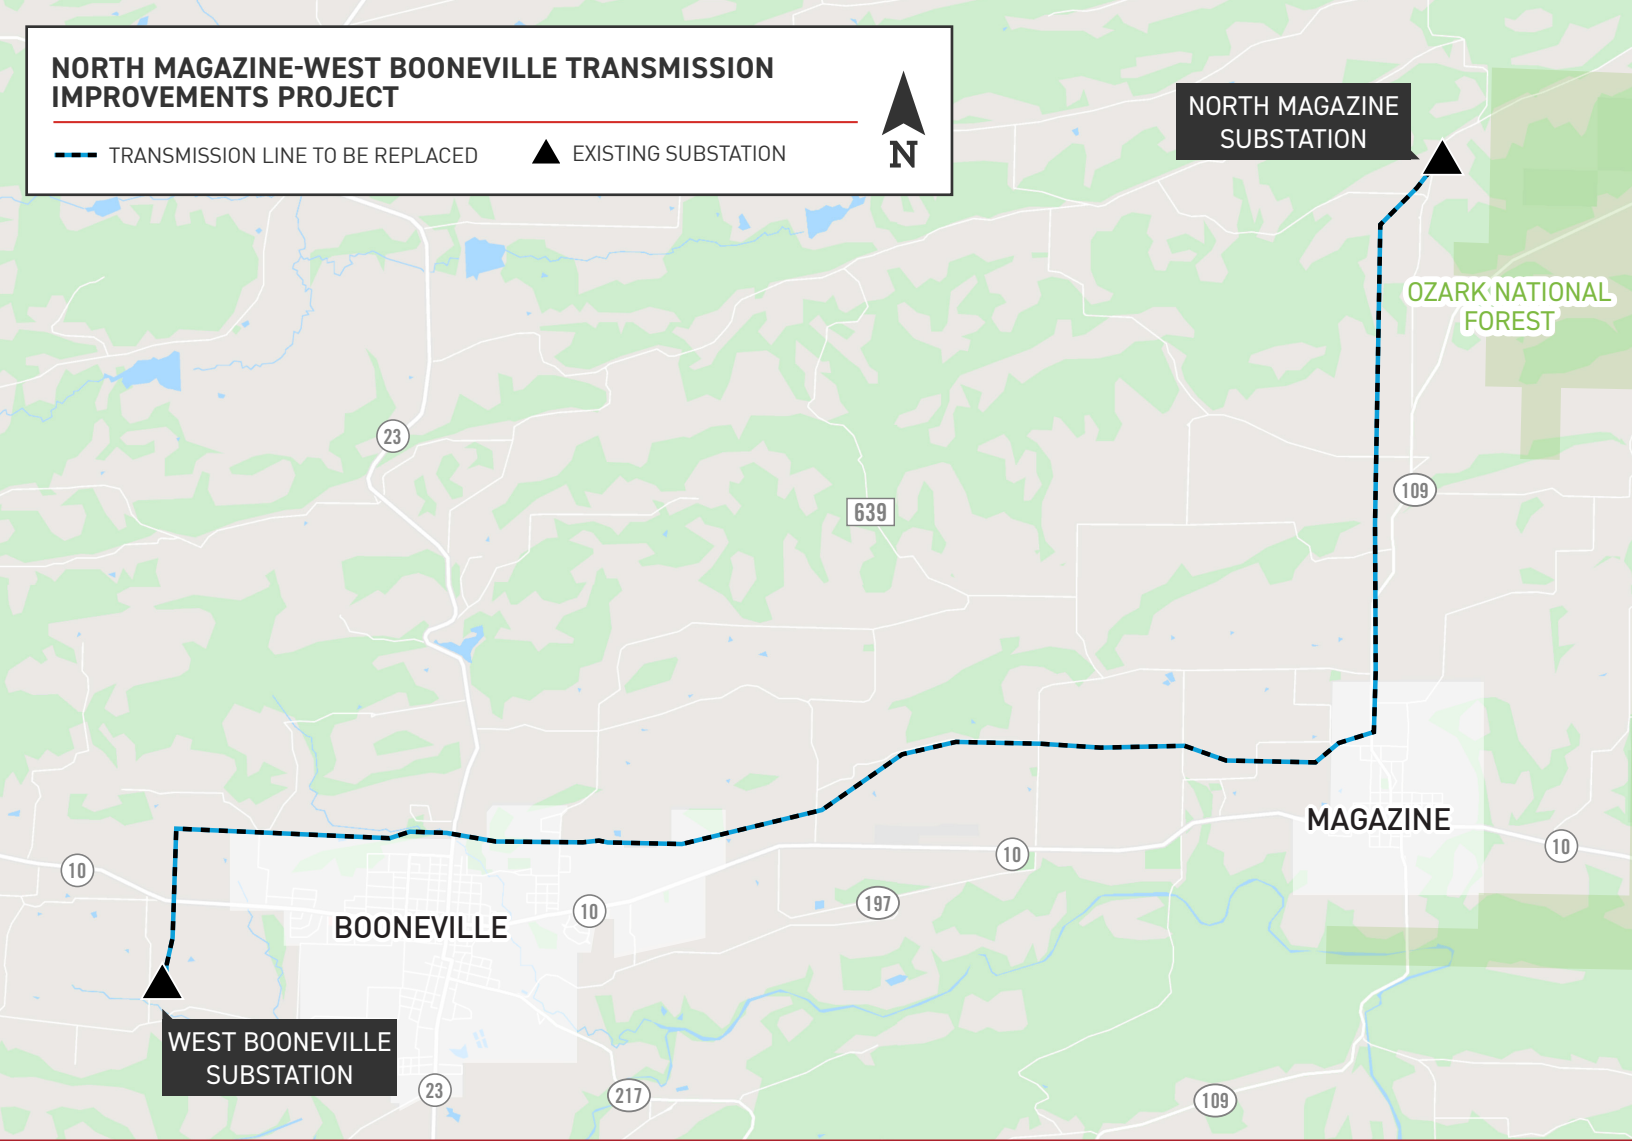 NORTH MAGAZINE-WEST BOONEVILLE TRANSMISSION
IMPROVEMENTS PROJECT
TRANSMISSION LINE TO BE REPLACED
EXISTING SUBSTATION
N
NORTH MAGAZINE
SUBSTATION
OZARK NATIONAL
FOREST
23
109
639
MAGAZINE
10
10
10
197
10
BOONEVILLE
WEST BOONEVILLE
SUBSTATION
23
217
109